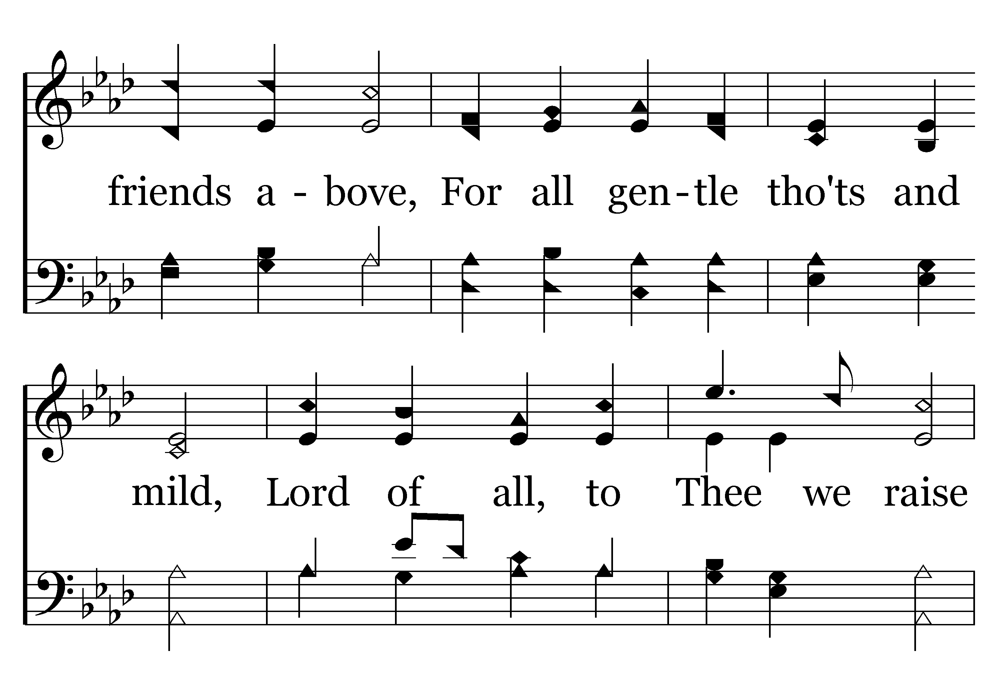 friends a - bove, For all gen - tle tho'ts and
mild, Lord of all, to Thee we raise